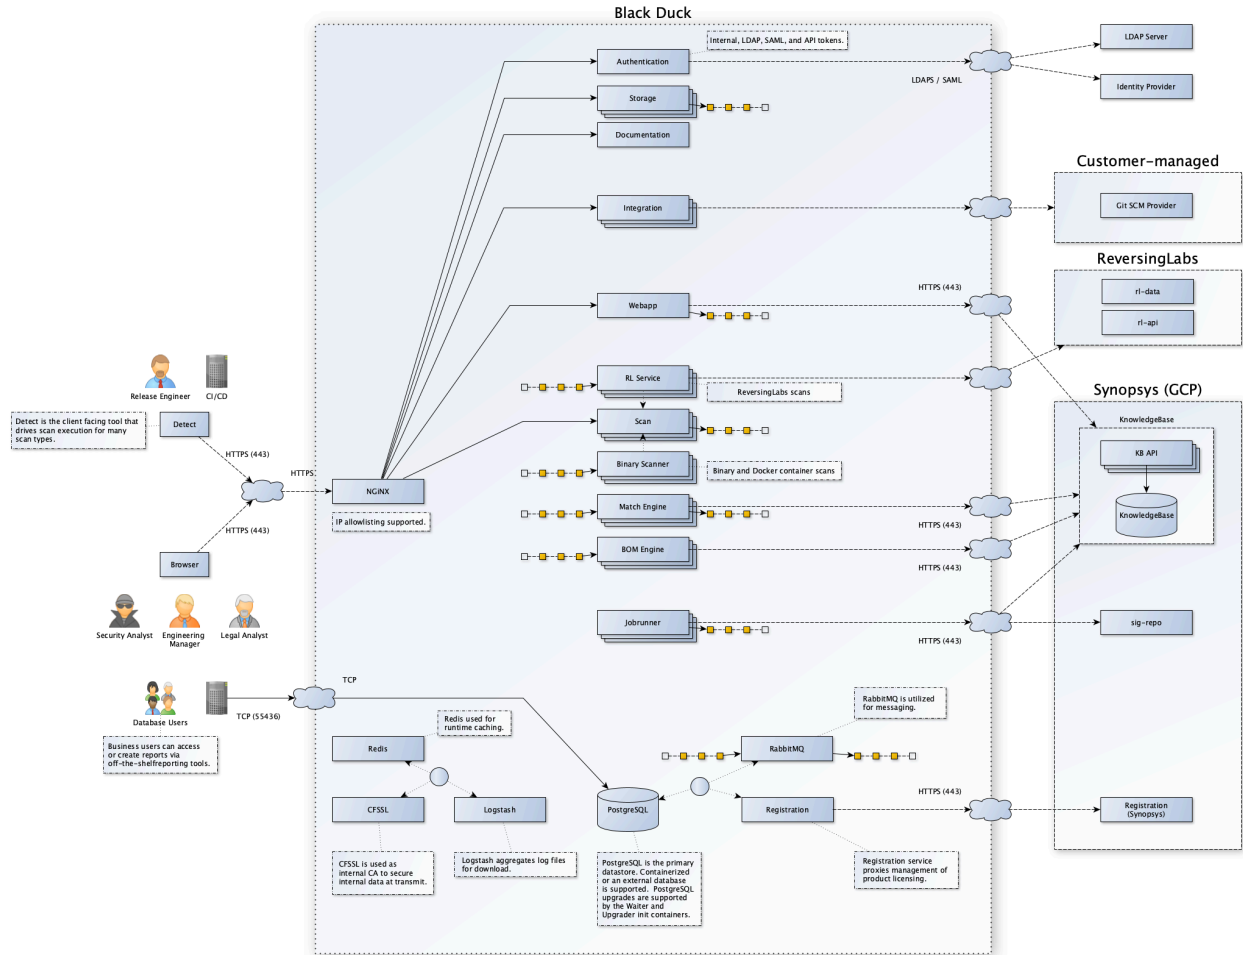 Black Duck
Internal, LDAP, SAML, and API tokens.
Authentication
LDAPS / SAML
LDAP Server
Identity Provider
Storage
Documentation
Customer-managed
Integration
Git SCM Provider
ReversingLabs
rl-data
rl-api
Webapp
HTTPS (443)
Release Engineer
CI/CD
RL Service
ReversingLabs scans
Synopsys (GCP)
Detect is the client facing tool that
drives scan execution for many
scan types.
Detect
HTTPS (443)
Scan
KnowledgeBase
KB API
KnowledgeBase
Binary Scanner
Binary and Docker container scans
HTTPS
NGiNX
IP allowlisting supported.
HTTPS (443)
Browser
Match Engine
HTTPS (443)
BOM Engine
HTTPS (443)
Security Analyst
Engineering
Manager
Legal Analyst
Jobrunner
HTTPS (443)
sig-repo
Database Users
TCP (55436)
TCP
Business users can access
or create reports via
off-the-shelfreporting tools.
Redis used for
runtime caching.
Redis
RabbitMQ is utilized
for messaging.
RabbitMQ
CFSSL
Logstash
PostgreSQL
Registration
HTTPS (443)
Registration
(Synopsys)
CFSSL is used as
internal CA to secure
internal data at transmit.
Logstash aggregates log files
for download.
PostgreSQL is the primary
datastore. Containerized
or an external database
is supported. PostgreSQL
upgrades are supported
by the Waiter and
Upgrader init containers.
Registration service
proxies management of
product licensing.